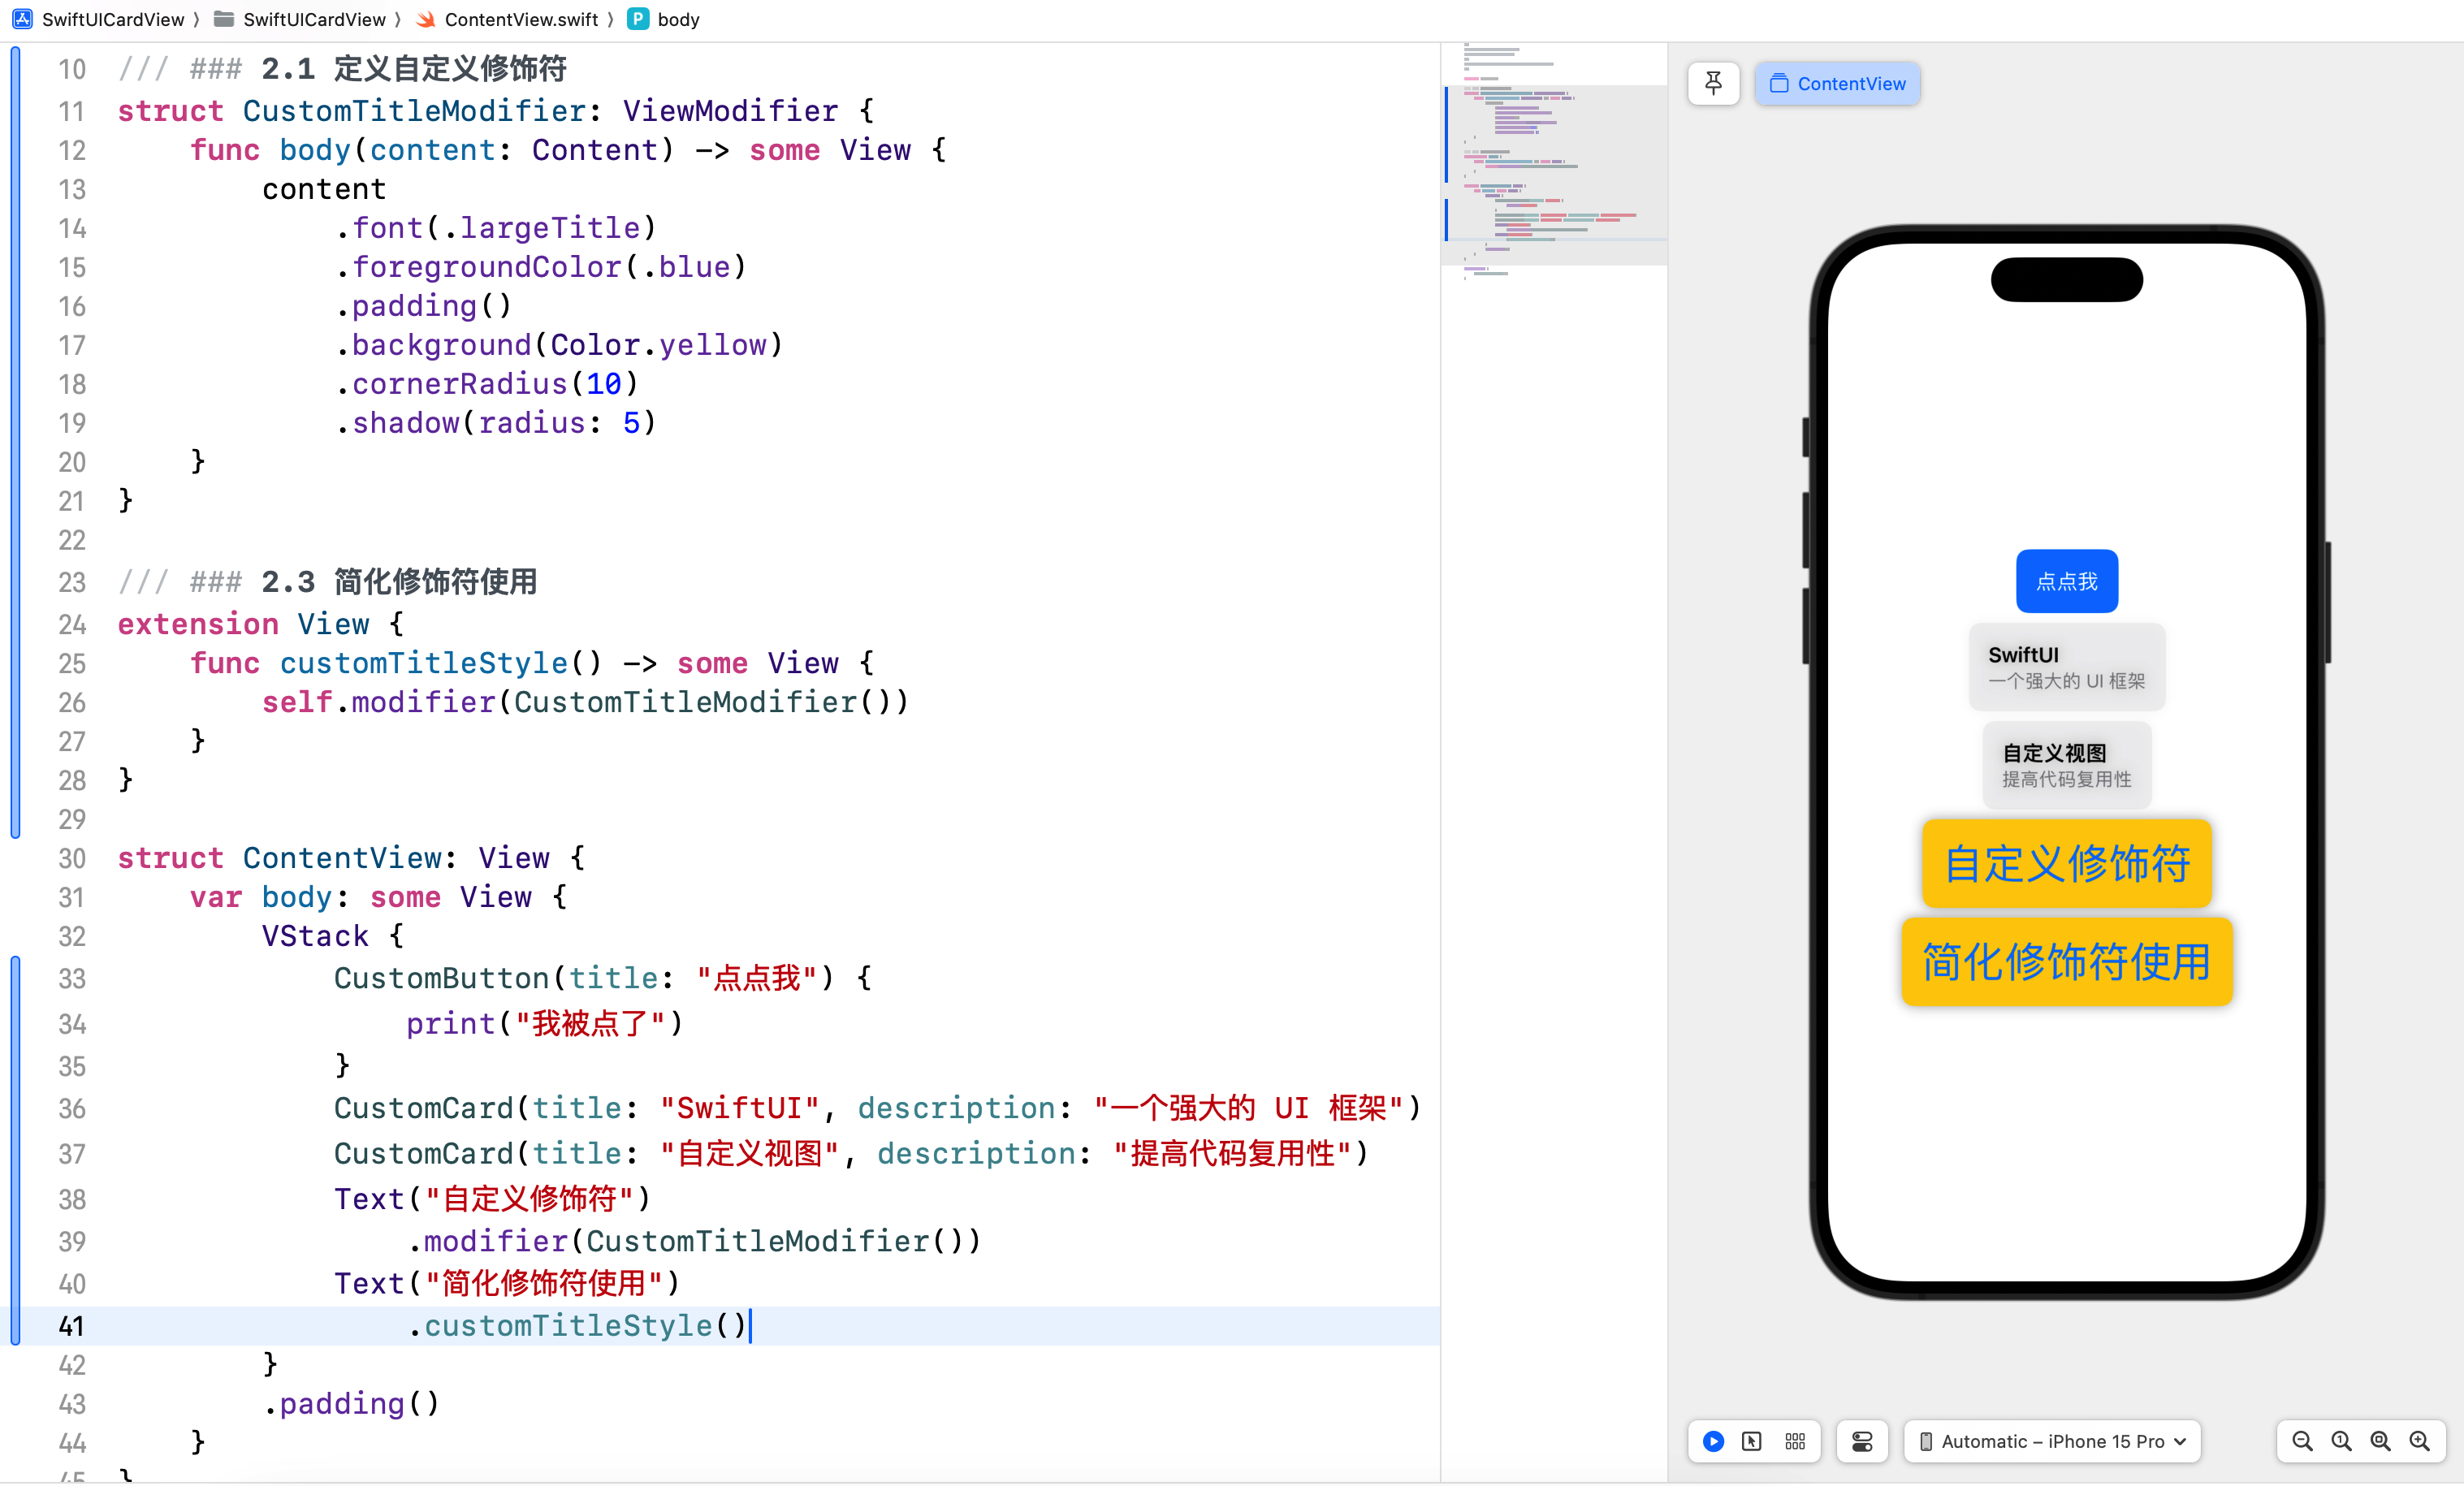 SwiftUICardView 〉 SwiftUICardView 〉 ContentView.swift 〉 P body
10 /// ### 2.1 定义自定义修饰符
11 struct CustomTitleModifier: ViewModifier {
12     func body(content: Content) -> some View {
13         content
14             .font(.largeTitle)
15             .foregroundColor(.blue)
16             .padding()
17             .background(Color.yellow)
18             .cornerRadius(10)
19             .shadow(radius: 5)
20     }
21 }
22
23 /// ### 2.3 简化修饰符使用
24 extension View {
25     func customTitleStyle() -> some View {
26         self.modifier(CustomTitleModifier())
27     }
28 }
29
30 struct ContentView: View {
31     var body: some View {
32         VStack {
33             CustomButton(title: "点点我") {
34                 print("我被点了")
35             }
36             CustomCard(title: "SwiftUI", description: "一个强大的 UI 框架")
37             CustomCard(title: "自定义视图", description: "提高代码复用性")
38             Text("自定义修饰符")
39                 .modifier(CustomTitleModifier())
40             Text("简化修饰符使用")
41                 .customTitleStyle()
42         }
43         .padding()
44     }
45 }
ContentView
点点我
SwiftUI
一个强大的 UI 框架
自定义视图
提高代码复用性
自定义修饰符
简化修饰符使用
Automatic – iPhone 15 Pro